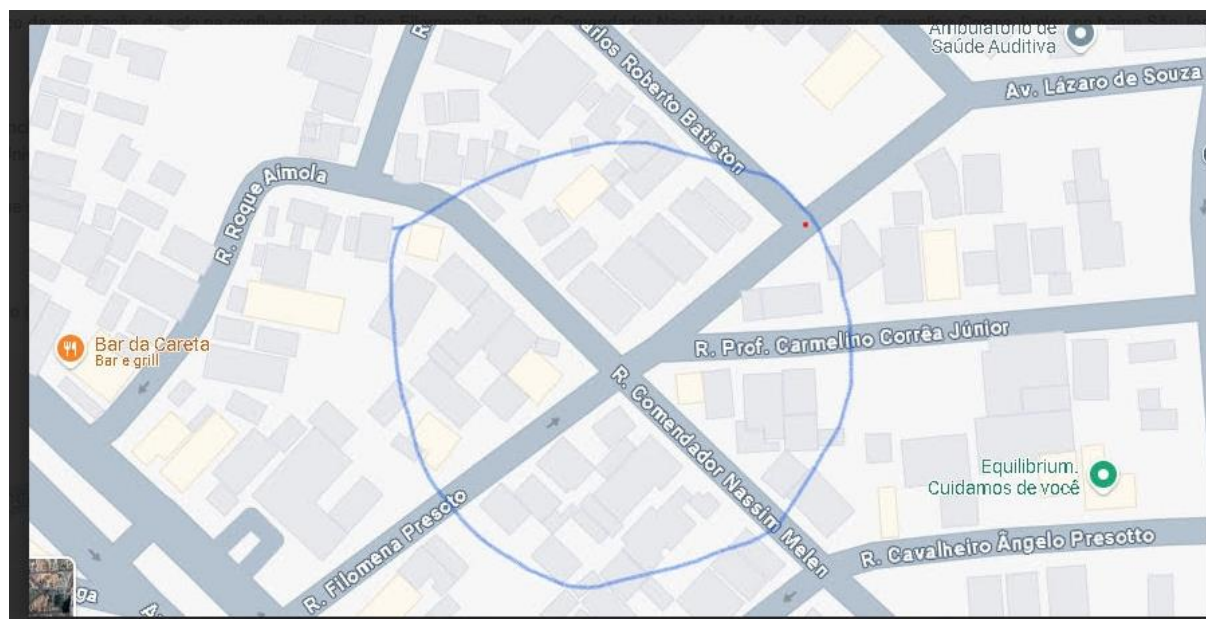 Ambulatório de
Saúde Auditiva
Carlos Roberto Batiston
Av. Lázaro de Souza
R. Roque Aímola
R.
Bar da Careta
Bar e grill
R. Prof. Carmelino Corrêa Júnior
R. Comendador Nassim Melen
Equilibrium.
Cuidamos de você
R. Filomena Presoto
R. Cavalheiro Ângelo Presotto